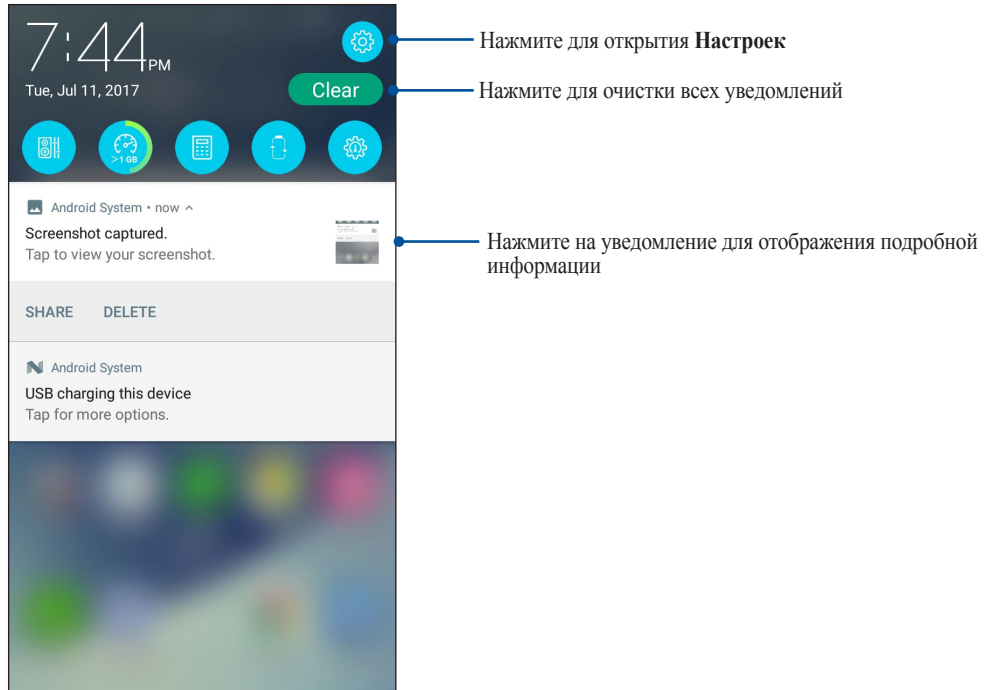 7:44 PM
Нажмите для открытия Настроек
Tue, Jul 11, 2017
Clear
Нажмите для очистки всех уведомлений
>1 GB
Android System • now
Screenshot captured.
Tap to view your screenshot.
Нажмите на уведомление для отображения подробной
информации
SHARE DELETE
Android System
USB charging this device
Tap for more options.